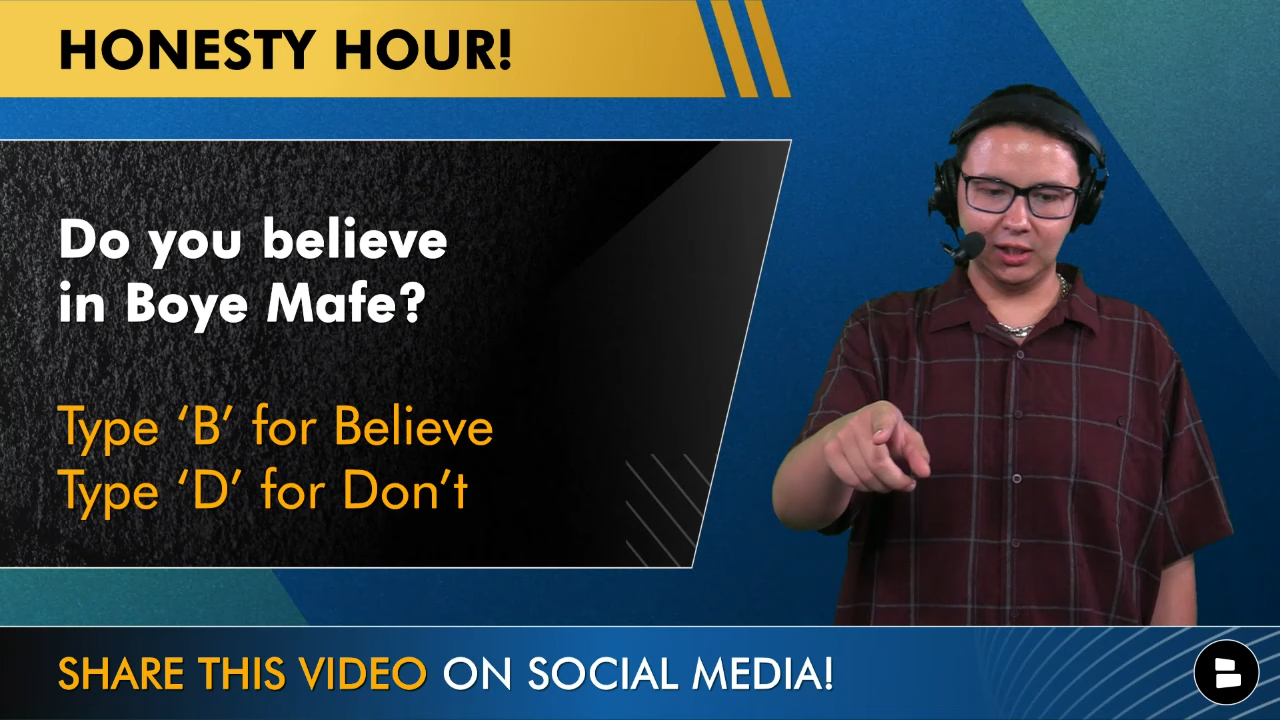 HONESTY HOUR!
Do you believe
in Boye Mafe?
Type ‘B’ for Believe
Type ‘D’ for Don’t
SHARE THIS VIDEO ON SOCIAL MEDIA!